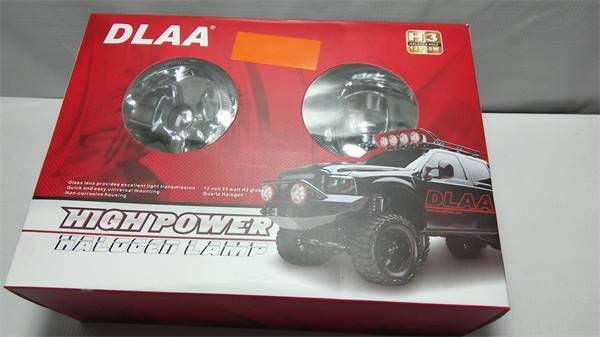 DLAA®
H3
12V55W
-Glass lens provides excellent light transmission
-Quick and easy universal mounting
-Non-corrosive housing
12 volt 55 watt H3
Quartz Halogen
HIGH POWER
HALOGEN LAMP
DLAA